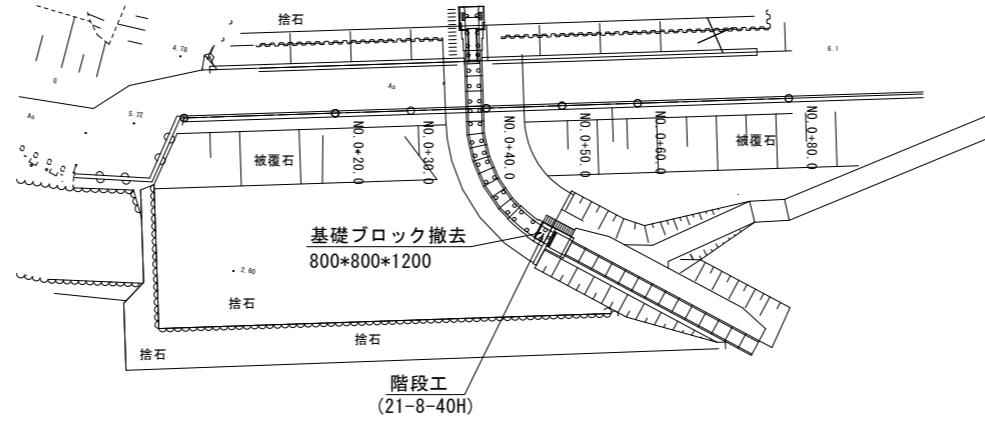 捨石
4.78
6.1
G
As
As
5.72
NO.0+20.0
NO.0+30.0
NO.0+40.0
NO.0+50.0
NO.0+60.0
NO.0+80.0
被覆石
被覆石
基礎ブロック撤去
800*800*1200
2.60
捨石
捨石
捨石
階段工
(21-8-40H)